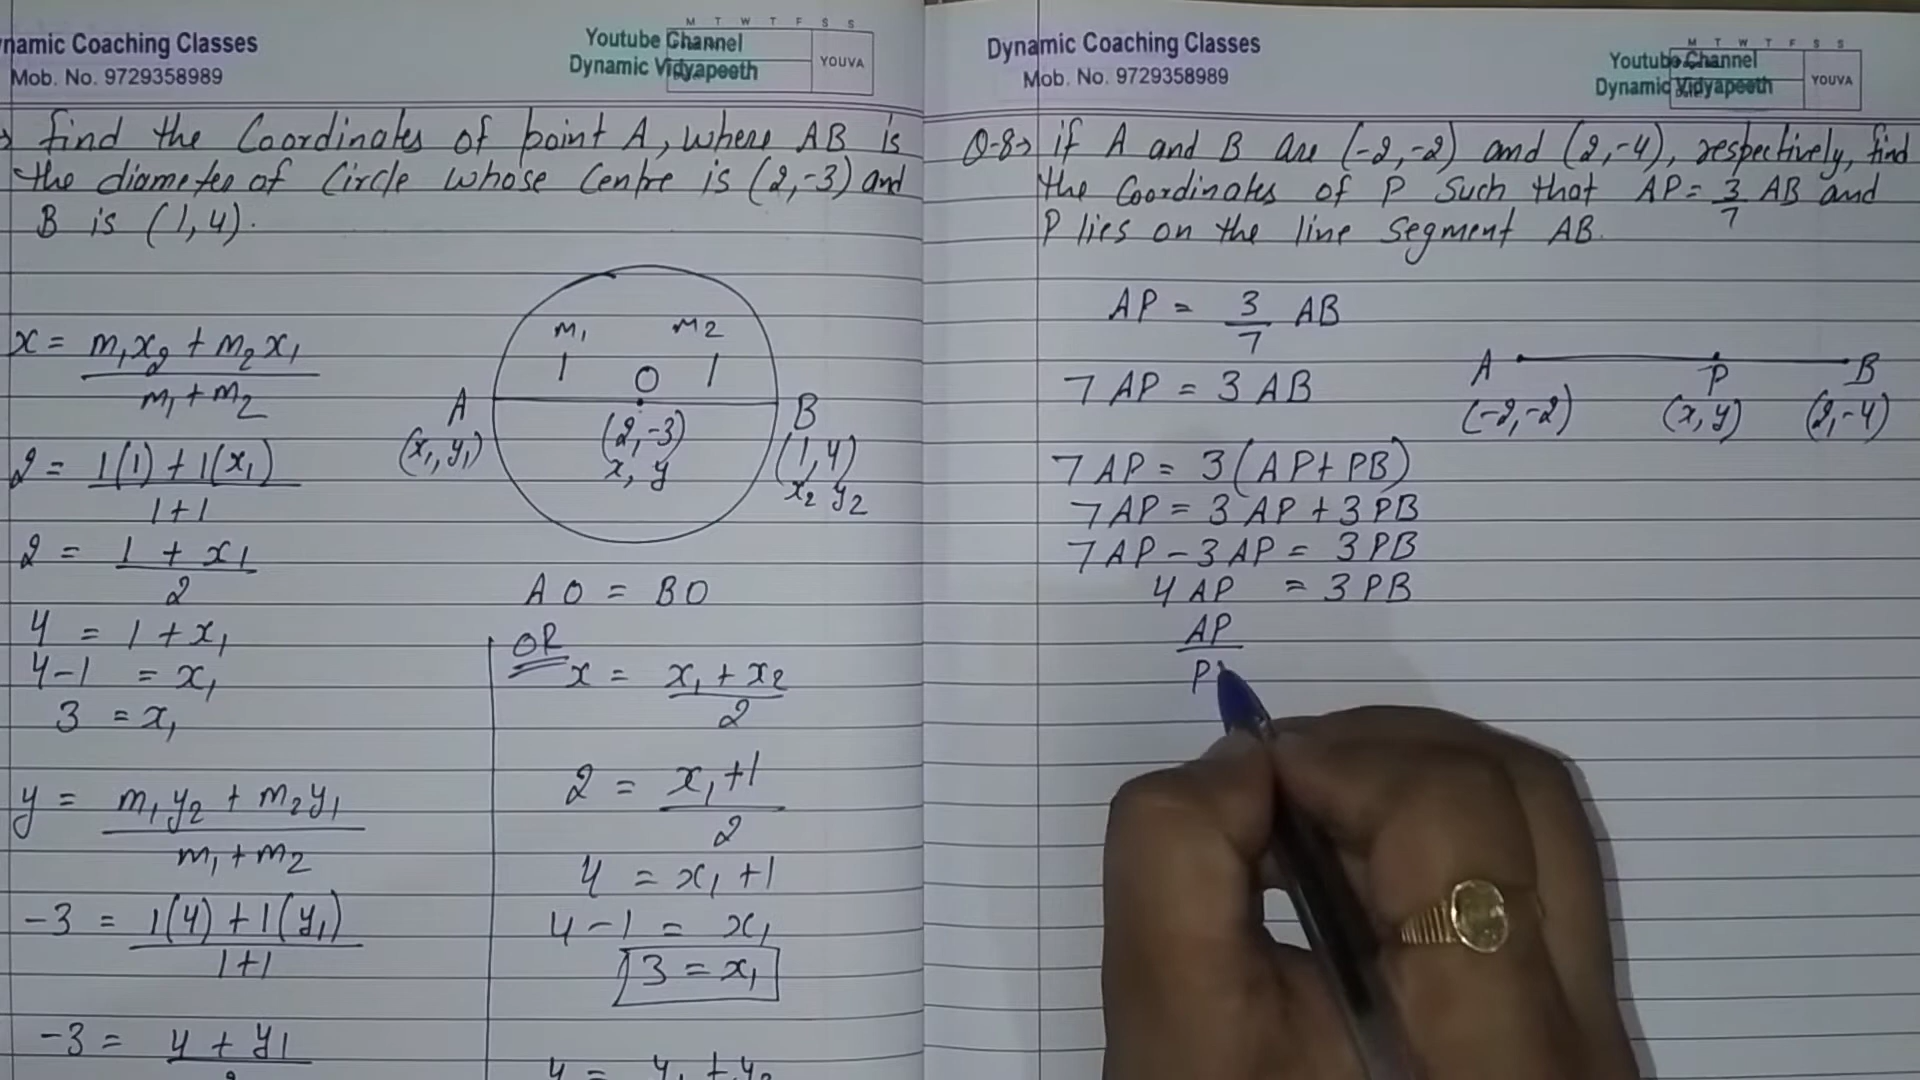 namic Coaching Classes
Mob. No. 9729358989
Youtube Channel
Dynamic Vidyapeeth
M T W T F S S
YOUVA
find the Coordinates of point A, where AB is
the diameter of Circle whose Centre is (2,-3) and
B is (1,4).
x = m₁x₂ + m₂x₁
m₁ + m₂
2 = 1(1) + 1(x₁)
1+1
2 = 1 + x₁
2
4 = 1 + x₁
4-1 = x₁
3 = x₁
y = m₁y₂ + m₂y₁
m₁ + m₂
-3 = 1(4) + 1(y₁)
1+1
-3 = 4 + y₁
m₁ m₂
1 O 1
A B
(x₁, y₁) (2,-3) (1,4)
x, y x₂ y₂
AO = BO
OR
x = x₁ + x₂
2
2 = x₁+1
2
4 = x₁+1
4-1 = x₁
3 = x₁
y = y₁ + y₂
Dynamic Coaching Classes
Mob. No. 9729358989
Youtube Channel
Dynamic Vidyapeeth
M T W T F S S
YOUVA
Q-8→ if A and B are (-2,-2) and (2,-4), respectively, find
the Coordinates of P Such that AP = 3/7 AB and
P lies on the line Segment AB.
AP = 3/7 AB
7 AP = 3 AB
7 AP = 3(AP+PB)
7 AP = 3 AP + 3 PB
7 AP - 3 AP = 3 PB
4 AP = 3 PB
AP
P
A P B
(-2,-2) (x,y) (2,-4)